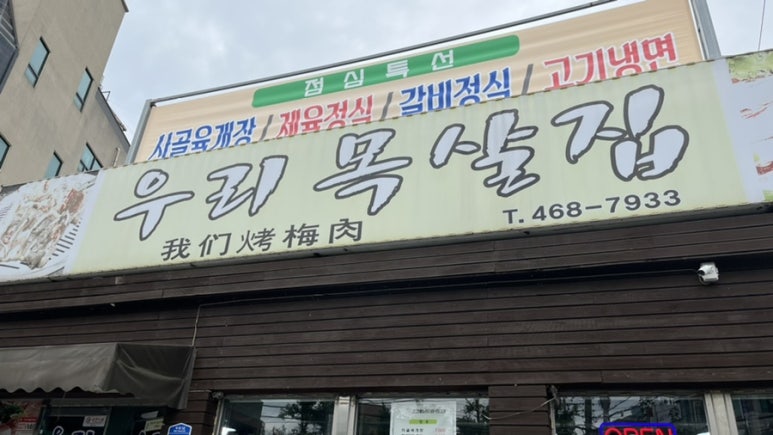 점심특선
사골육개장 / 제육정식 / 갈비정식 / 고기냉면
우리 목살집
我们烤梅肉
T. 468-7933
OPEN